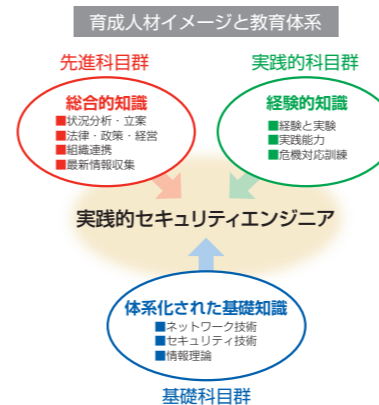 育成人材イメージと教育体系
先進科目群
実践的科目群
総合的知識
■状況分析・立案
■法律・政策・経営
■組織連携
■最新情報収集
経験的知識
■経験と実験
■実践能力
■危機対応訓練
実践的セキュリティエンジニア
体系化された基礎知識
■ネットワーク技術
■セキュリティ技術
■情報理論
基礎科目群